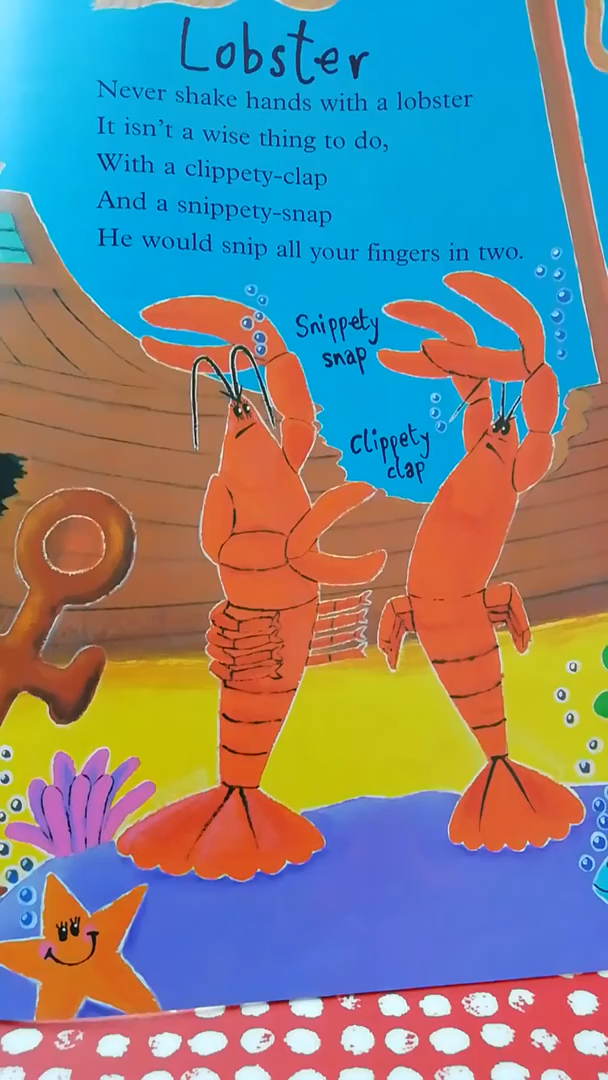 Lobster
Never shake hands with a lobster
It isn't a wise thing to do,
With a clippety-clap
And a snippety-snap
He would snip all your fingers in two.
Snippety
snap
Clippety
clap